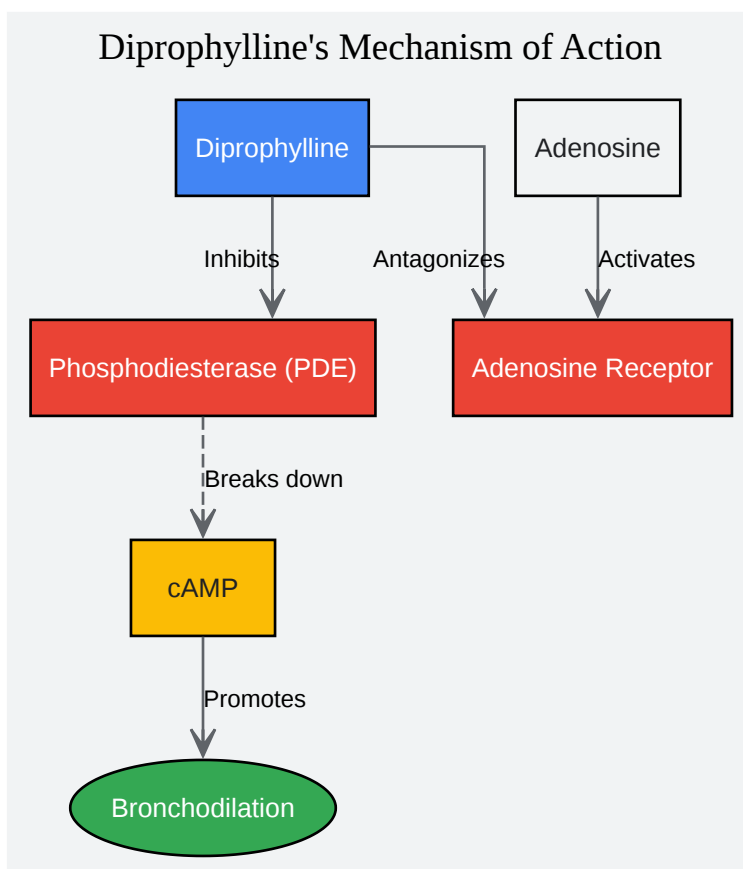 Diprophylline's Mechanism of Action
Diprophylline
Adenosine
Inhibits
Antagonizes
Activates
Phosphodiesterase (PDE)
Adenosine Receptor
Breaks down
cAMP
Promotes
Bronchodilation